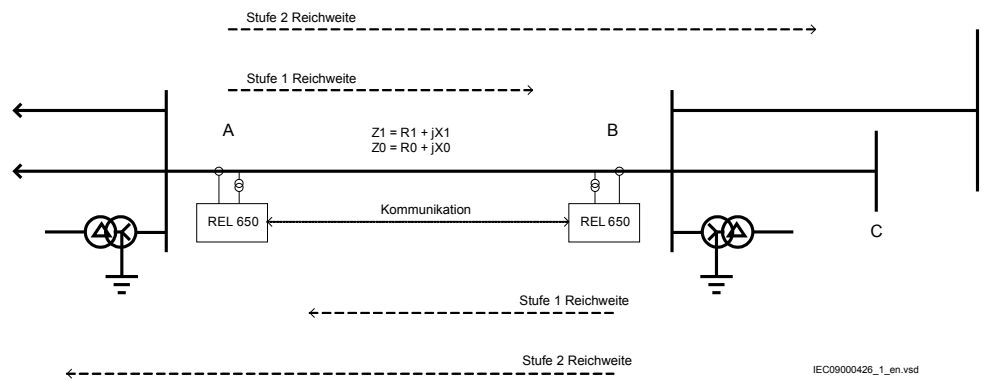 Stufe 2 Reichweite
Stufe 1 Reichweite
A
B
Z1 = R1 + jX1
Z0 = R0 + jX0
Kommunikation
REL 650
REL 650
C
Stufe 1 Reichweite
Stufe 2 Reichweite
IEC09000426_1_en.vsd